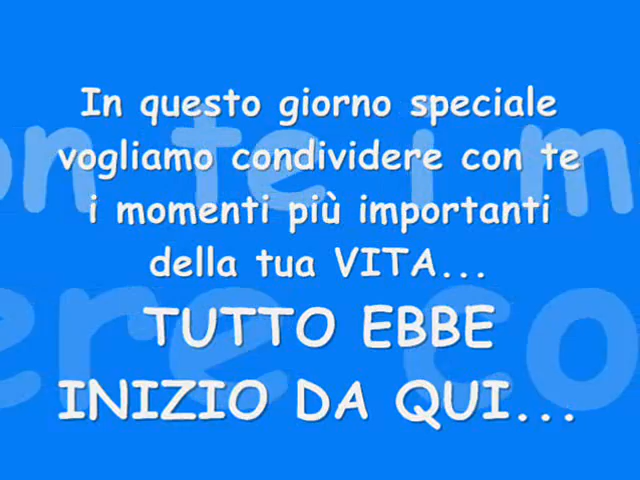 In questo giorno speciale
vogliamo condividere con te
i momenti più importanti
della tua VITA...
TUTTO EBBE
INIZIO DA QUI...